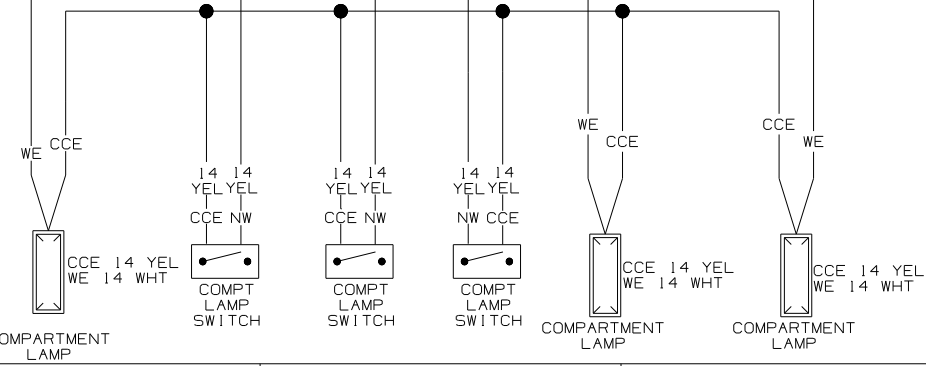 WE CCE
CCE 14 YEL
WE 14 WHT
OMPARTMENT
LAMP
14 14
YEL YEL
CCE NW
COMPT
LAMP
SWITCH
14 14
YEL YEL
CCE NW
COMPT
LAMP
SWITCH
14 14
YEL YEL
NW CCE
COMPT
LAMP
SWITCH
WE
CCE
CCE 14 YEL
WE 14 WHT
COMPARTMENT
LAMP
CCE
WE
CCE 14 YEL
WE 14 WHT
COMPARTMENT
LAMP